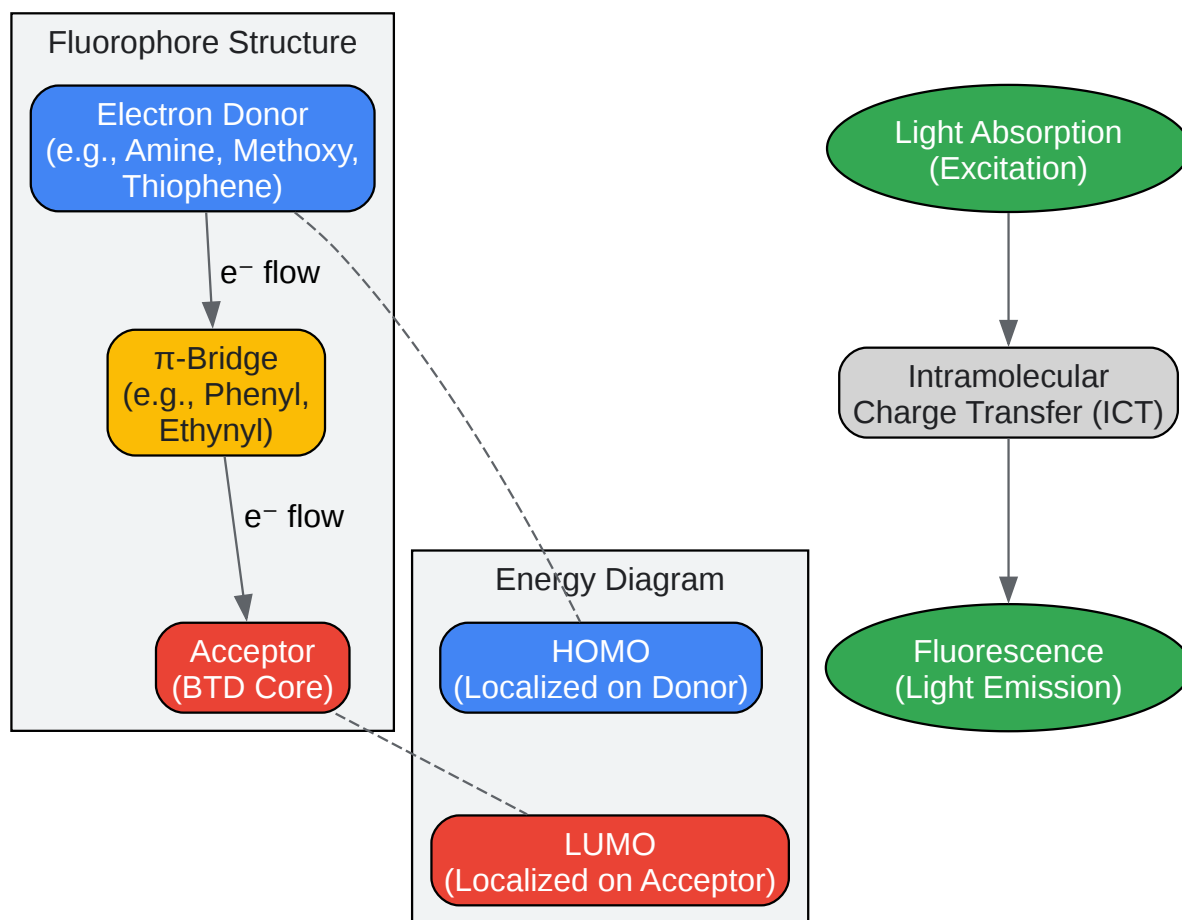 Fluorophore Structure
Electron Donor
(e.g., Amine, Methoxy,
Thiophene)
e⁻ flow
π-Bridge
(e.g., Phenyl,
Ethynyl)
e⁻ flow
Acceptor
(BTD Core)
Energy Diagram
HOMO
(Localized on Donor)
LUMO
(Localized on Acceptor)
Light Absorption
(Excitation)
Intramolecular
Charge Transfer (ICT)
Fluorescence
(Light Emission)